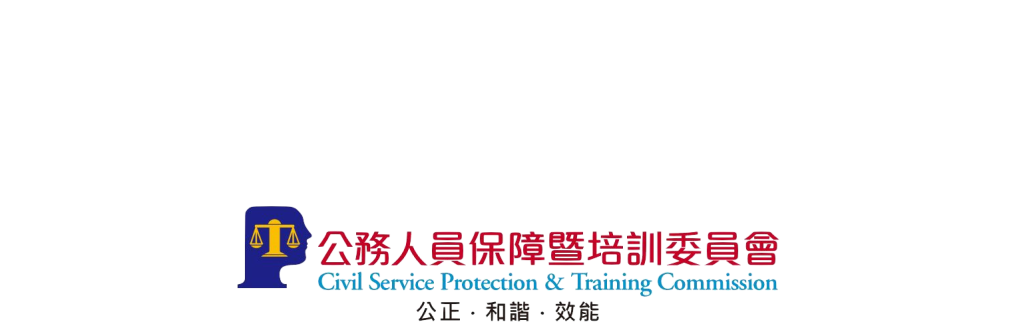 公務人員保障暨培訓委員會
Civil Service Protection & Training Commission
公正 · 和諧 · 效能